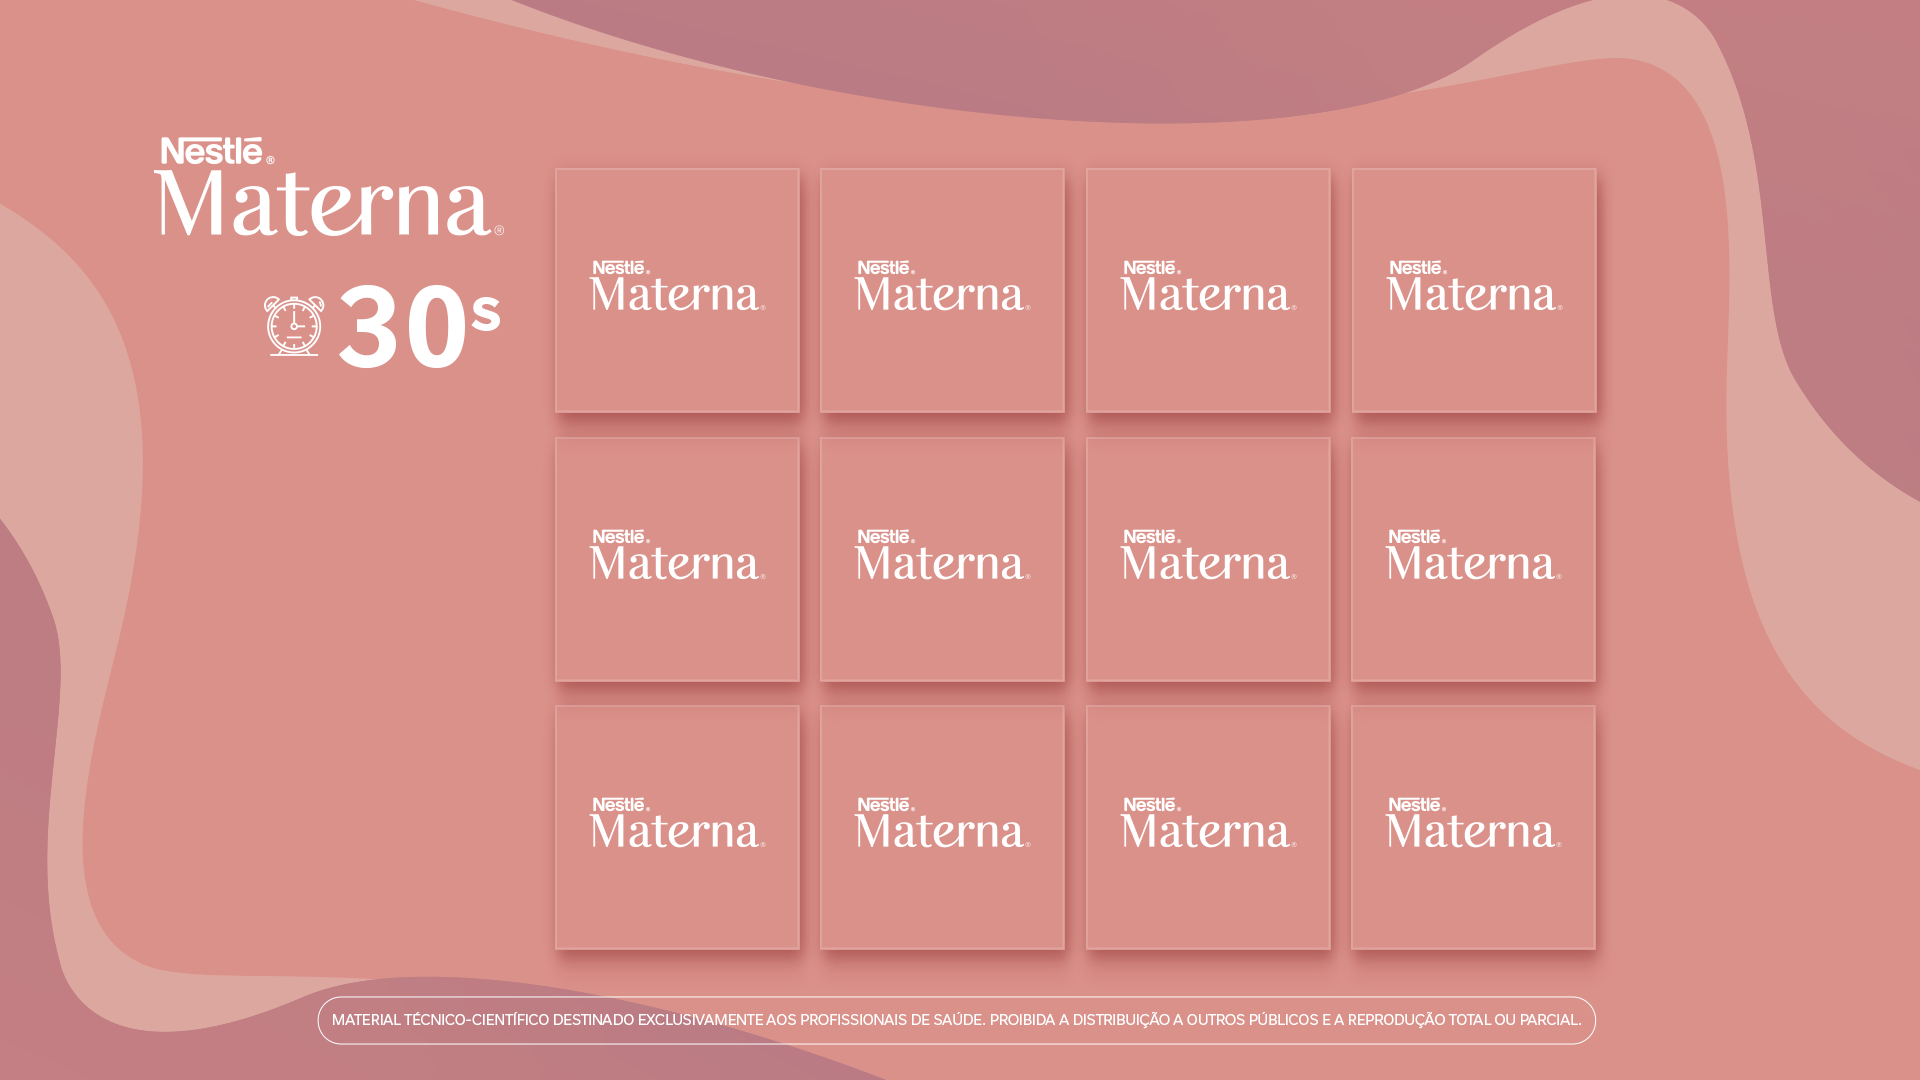 Nestlé®
Materna®
30s
Nestlé®
Materna®
Nestlé®
Materna®
Nestlé®
Materna®
Nestlé®
Materna®
Nestlé®
Materna®
Nestlé®
Materna®
Nestlé®
Materna®
Nestlé®
Materna®
Nestlé®
Materna®
Nestlé®
Materna®
Nestlé®
Materna®
Nestlé®
Materna®
MATERIAL TÉCNICO-CIENTÍFICO DESTINADO EXCLUSIVAMENTE AOS PROFISSIONAIS DE SAÚDE. PROIBIDA A DISTRIBUIÇÃO A OUTROS PÚBLICOS E A REPRODUÇÃO TOTAL OU PARCIAL.